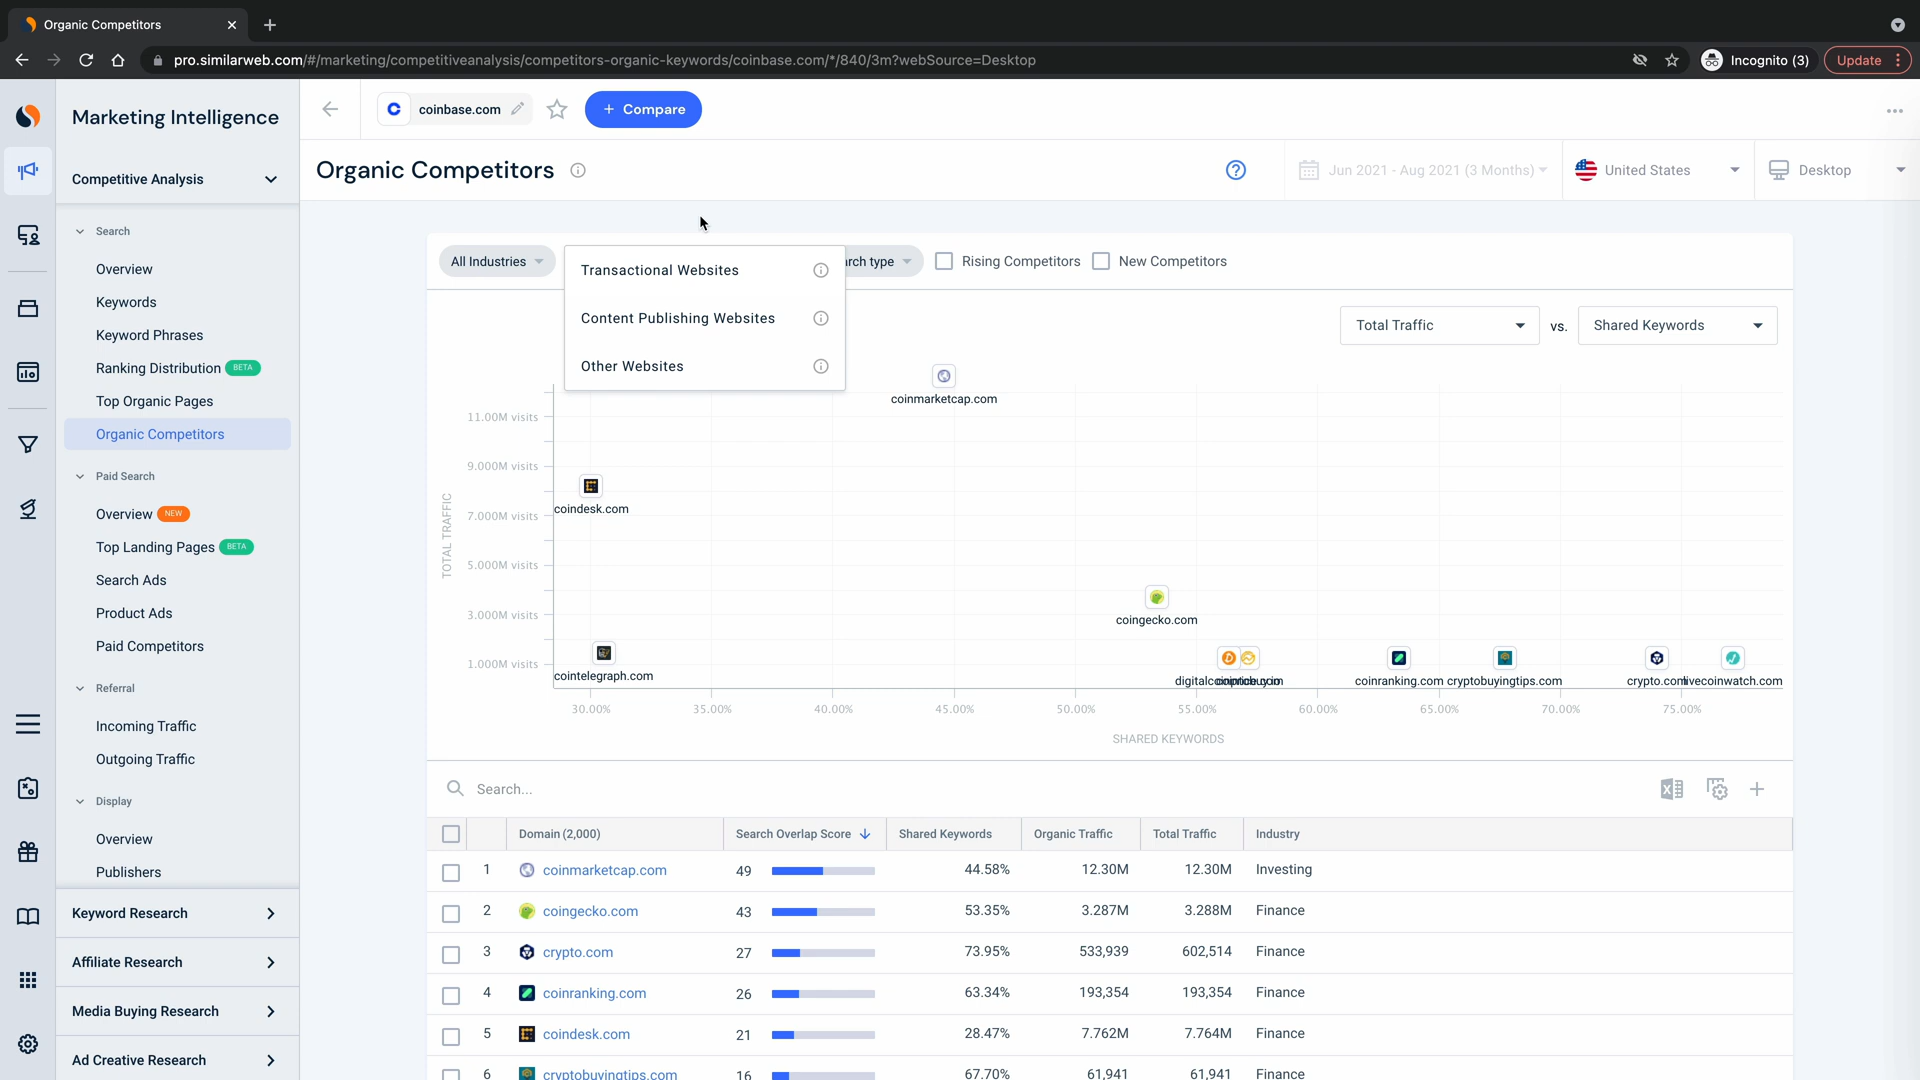 Organic Competitors
pro.similarweb.com/#/marketing/competitiveanalysis/competitors-organic-keywords/coinbase.com/*/840/3m?webSource=Desktop
Incognito (3)
Update
Marketing Intelligence
coinbase.com
+ Compare
Competitive Analysis
Organic Competitors
Jun 2021 - Aug 2021 (3 Months)
United States
Desktop
Search
Overview
Keywords
Keyword Phrases
Ranking Distribution BETA
Top Organic Pages
Organic Competitors
Paid Search
Overview NEW
Top Landing Pages BETA
Search Ads
Product Ads
Paid Competitors
Referral
Incoming Traffic
Outgoing Traffic
Display
Overview
Publishers
Keyword Research
Affiliate Research
Media Buying Research
Ad Creative Research
All Industries
Transactional Websites
Content Publishing Websites
Other Websites
rch type
Rising Competitors
New Competitors
Total Traffic
vs.
Shared Keywords
TOTAL TRAFFIC
11.00M visits
9.000M visits
7.000M visits
5.000M visits
3.000M visits
1.000M visits
coinmarketcap.com
coindesk.com
coingecko.com
cointelegraph.com
coinranking.com
cryptobuyingtips.com
crypto.com
livecoinwatch.com
30.00%
35.00%
40.00%
45.00%
50.00%
55.00%
60.00%
65.00%
70.00%
75.00%
SHARED KEYWORDS
Search...
Domain (2,000) Search Overlap Score Shared Keywords Organic Traffic Total Traffic Industry
1 coinmarketcap.com 49 44.58% 12.30M 12.30M Investing
2 coingecko.com 43 53.35% 3.287M 3.288M Finance
3 crypto.com 27 73.95% 533,939 602,514 Finance
4 coinranking.com 26 63.34% 193,354 193,354 Finance
5 coindesk.com 21 28.47% 7.762M 7.764M Finance
6 cryptobuyingtips.com 16 67.70% 61,941 61,941 Finance